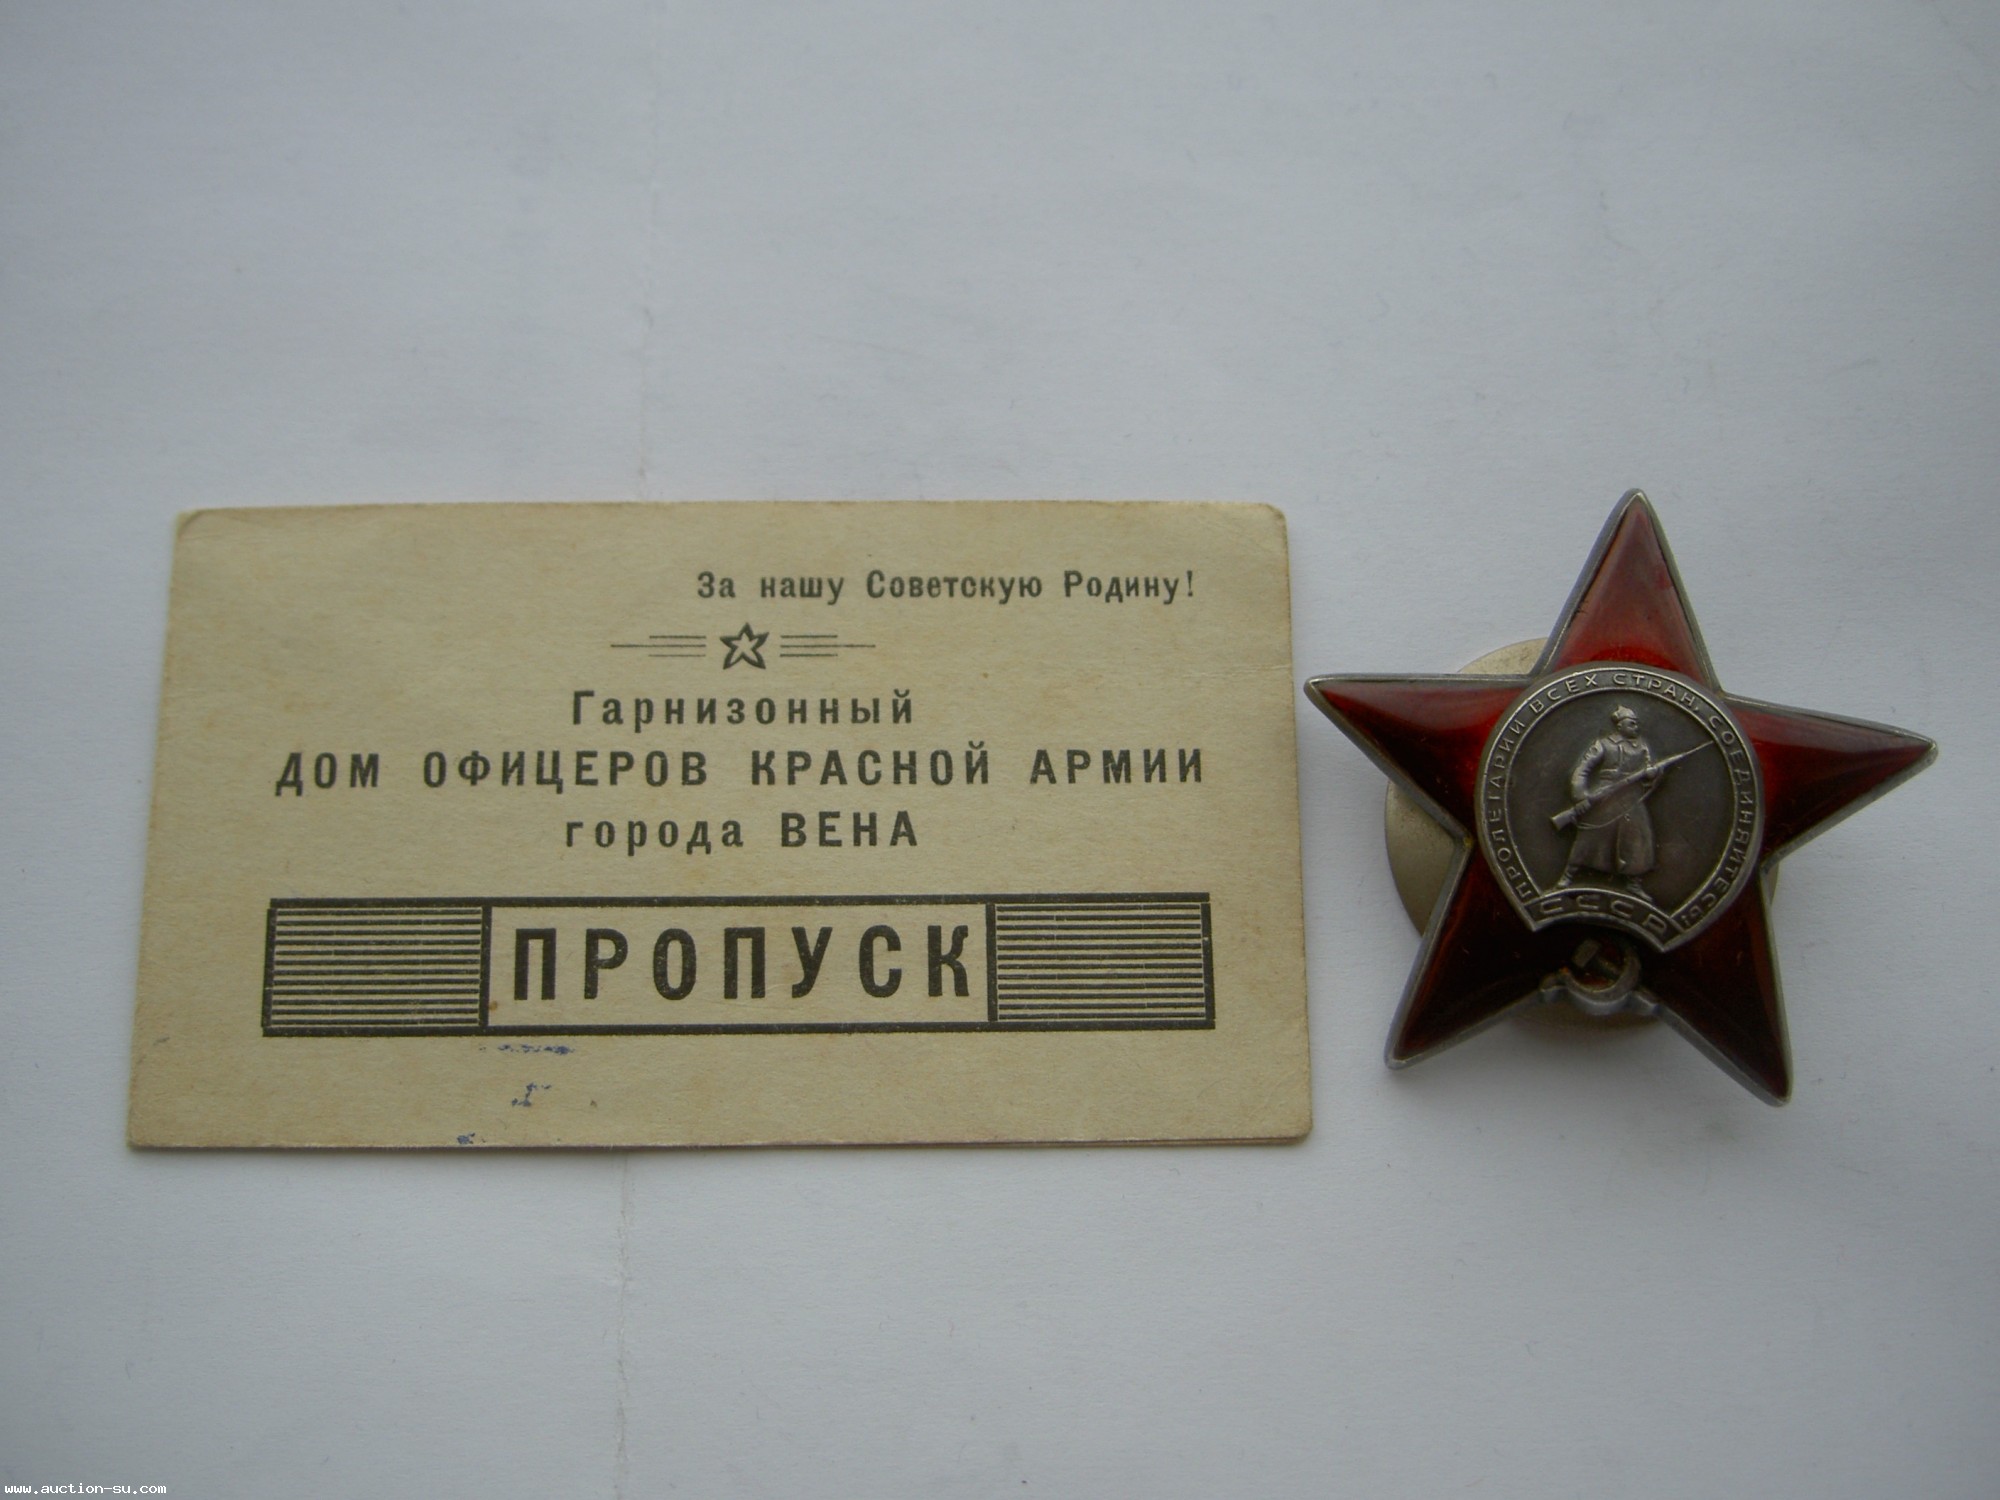 За нашу Советскую Родину!
Гарнизонный
ДОМ ОФИЦЕРОВ КРАСНОЙ АРМИИ
города ВЕНА
ПРОПУСК
ПРОЛЕТАРИИ ВСЕХ СТРАН, СОЕДИНЯЙТЕСЬ!
СССР
www.auction-su.com